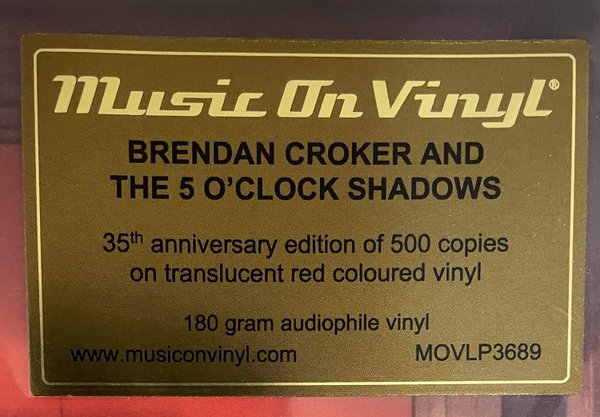 Music On Vinyl®
BRENDAN CROKER AND
THE 5 O'CLOCK SHADOWS
35th anniversary edition of 500 copies
on translucent red coloured vinyl
180 gram audiophile vinyl
www.musiconvinyl.com MOVLP3689